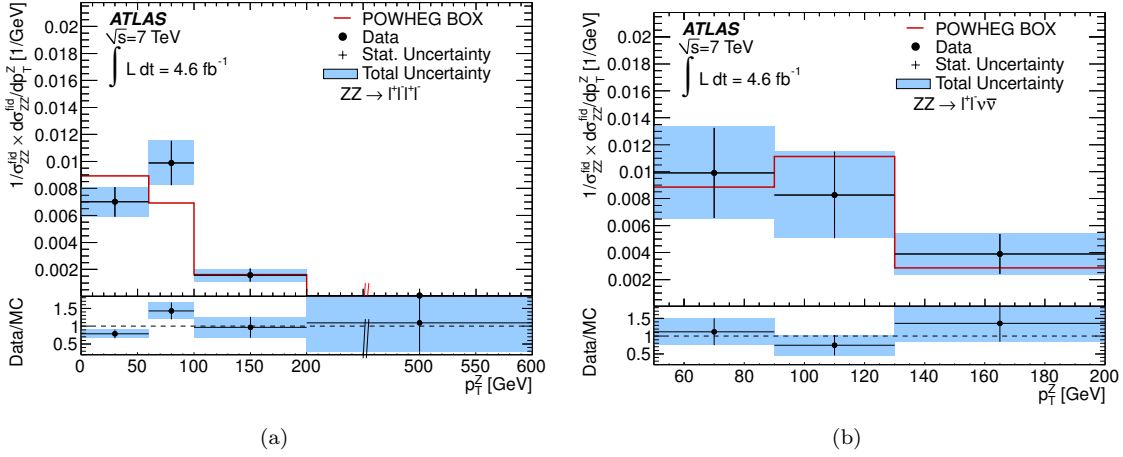 ATLAS
√s=7 TeV
∫ L dt = 4.6 fb⁻¹
POWHEG BOX
Data
Stat. Uncertainty
Total Uncertainty
ZZ → l⁺l⁻l⁺l⁻
1/σ_ZZ^fid × dσ_ZZ^fid/dp_T^Z [1/GeV]
0.02
0.018
0.016
0.014
0.012
0.01
0.008
0.006
0.004
0.002
Data/MC
1.5
1
0.5
0 50 100 150 200 300 400 500 600
p_T^Z [GeV]
(a)
ATLAS
√s=7 TeV
∫ L dt = 4.6 fb⁻¹
POWHEG BOX
Data
Stat. Uncertainty
Total Uncertainty
ZZ → l⁺l⁻νν̅
1/σ_ZZ^fid × dσ_ZZ^fid/dp_T^Z [1/GeV]
0.02
0.018
0.016
0.014
0.012
0.01
0.008
0.006
0.004
0.002
Data/MC
1.5
1
0.5
60 80 100 120 140 160 180 200
p_T^Z [GeV]
(b)